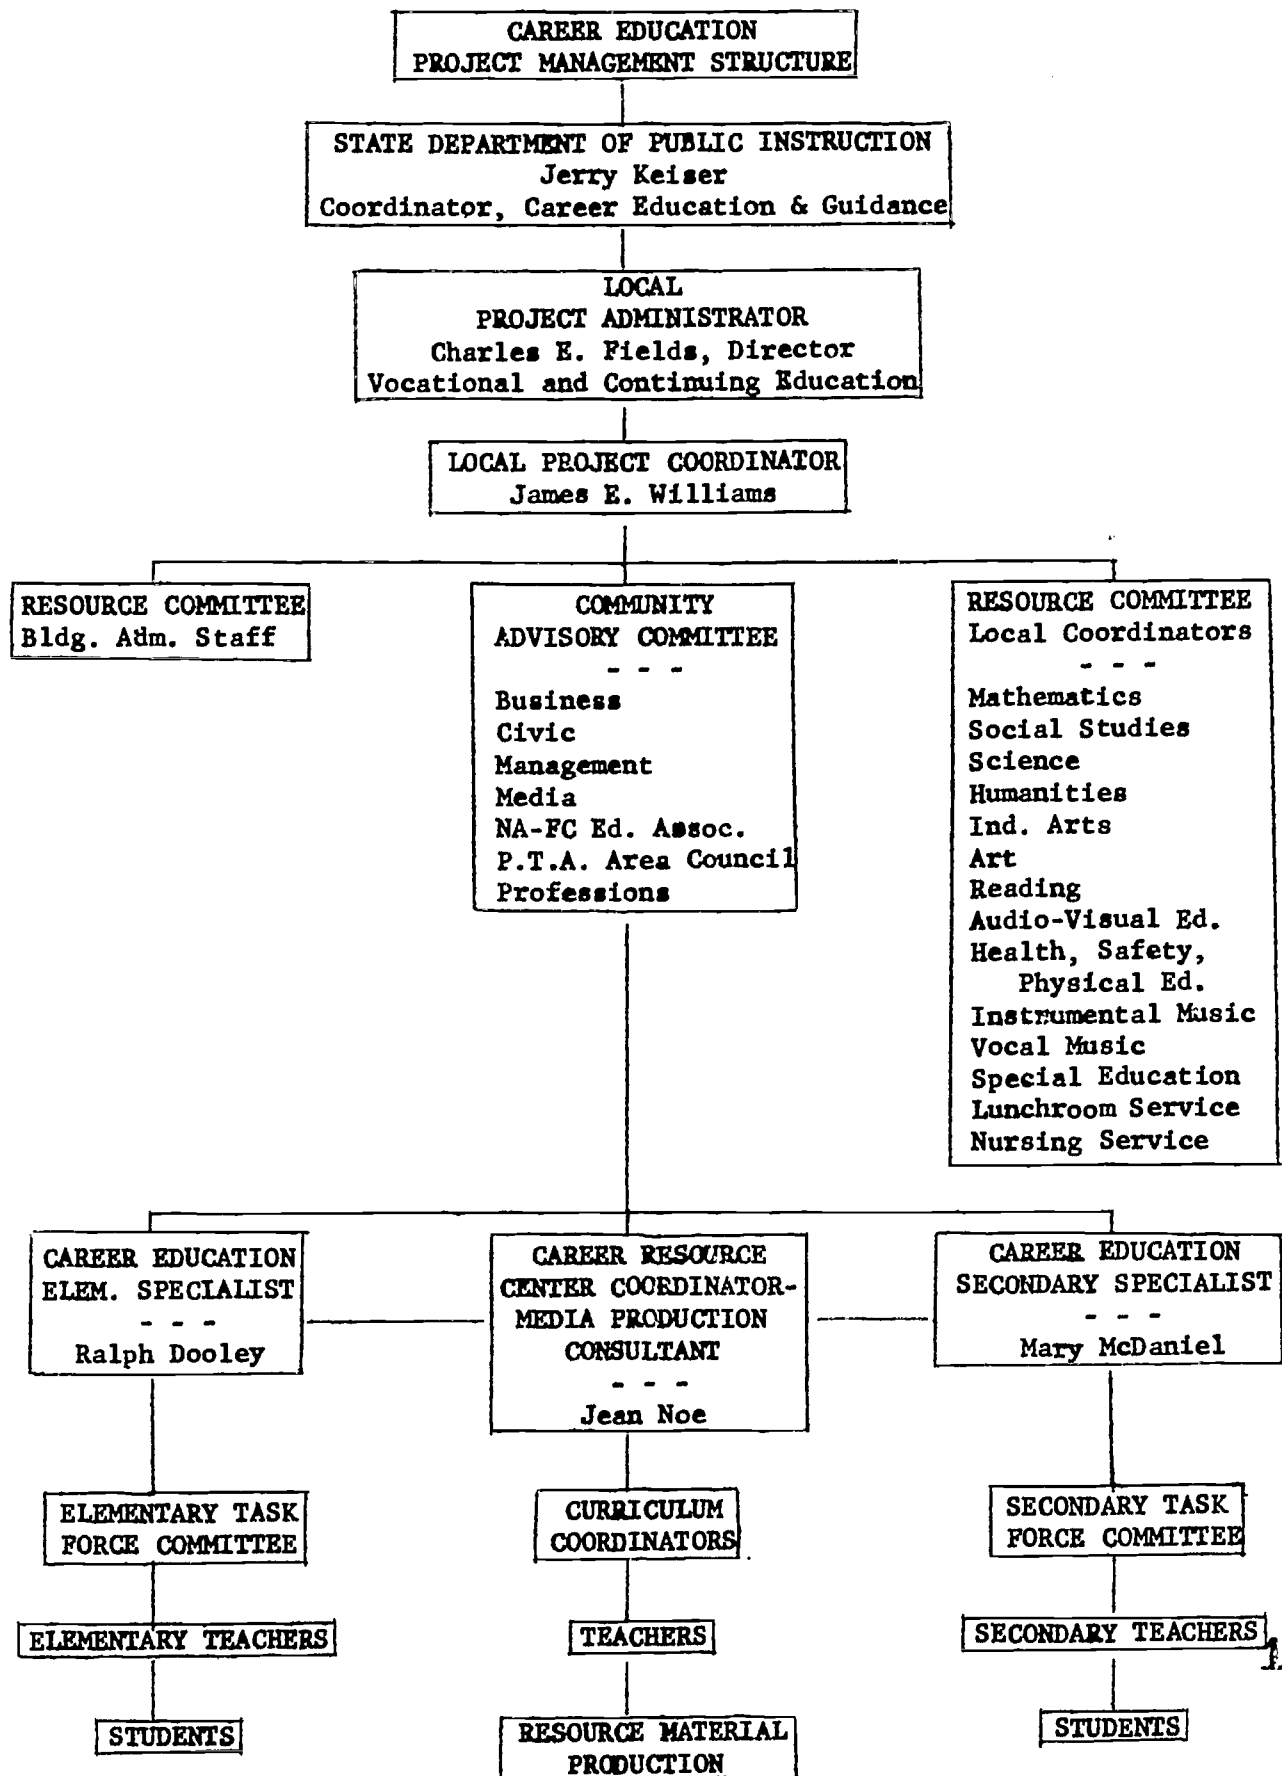 CAREER EDUCATION
PROJECT MANAGEMENT STRUCTURE
STATE DEPARTMENT OF PUBLIC INSTRUCTION
Jerry Keiser
Coordinator, Career Education & Guidance
LOCAL
PROJECT ADMINISTRATOR
Charles E. Fields, Director
Vocational and Continuing Education
LOCAL PROJECT COORDINATOR
James E. Williams
RESOURCE COMMITTEE
Bldg. Adm. Staff
COMMUNITY
ADVISORY COMMITTEE
- - -
Business
Civic
Management
Media
NA-FC Ed. Assoc.
P.T.A. Area Council
Professions
RESOURCE COMMITTEE
Local Coordinators
- - -
Mathematics
Social Studies
Science
Humanities
Ind. Arts
Art
Reading
Audio-Visual Ed.
Health, Safety,
Physical Ed.
Instrumental Music
Vocal Music
Special Education
Lunchroom Service
Nursing Service
CAREER EDUCATION
ELEM. SPECIALIST
- - -
Ralph Dooley
CAREER RESOURCE
CENTER COORDINATOR-
MEDIA PRODUCTION
CONSULTANT
- - -
Jean Noe
CAREER EDUCATION
SECONDARY SPECIALIST
- - -
Mary McDaniel
ELEMENTARY TASK
FORCE COMMITTEE
CURRICULUM
COORDINATORS
SECONDARY TASK
FORCE COMMITTEE
ELEMENTARY TEACHERS
TEACHERS
SECONDARY TEACHERS
STUDENTS
RESOURCE MATERIAL
PRODUCTION
STUDENTS